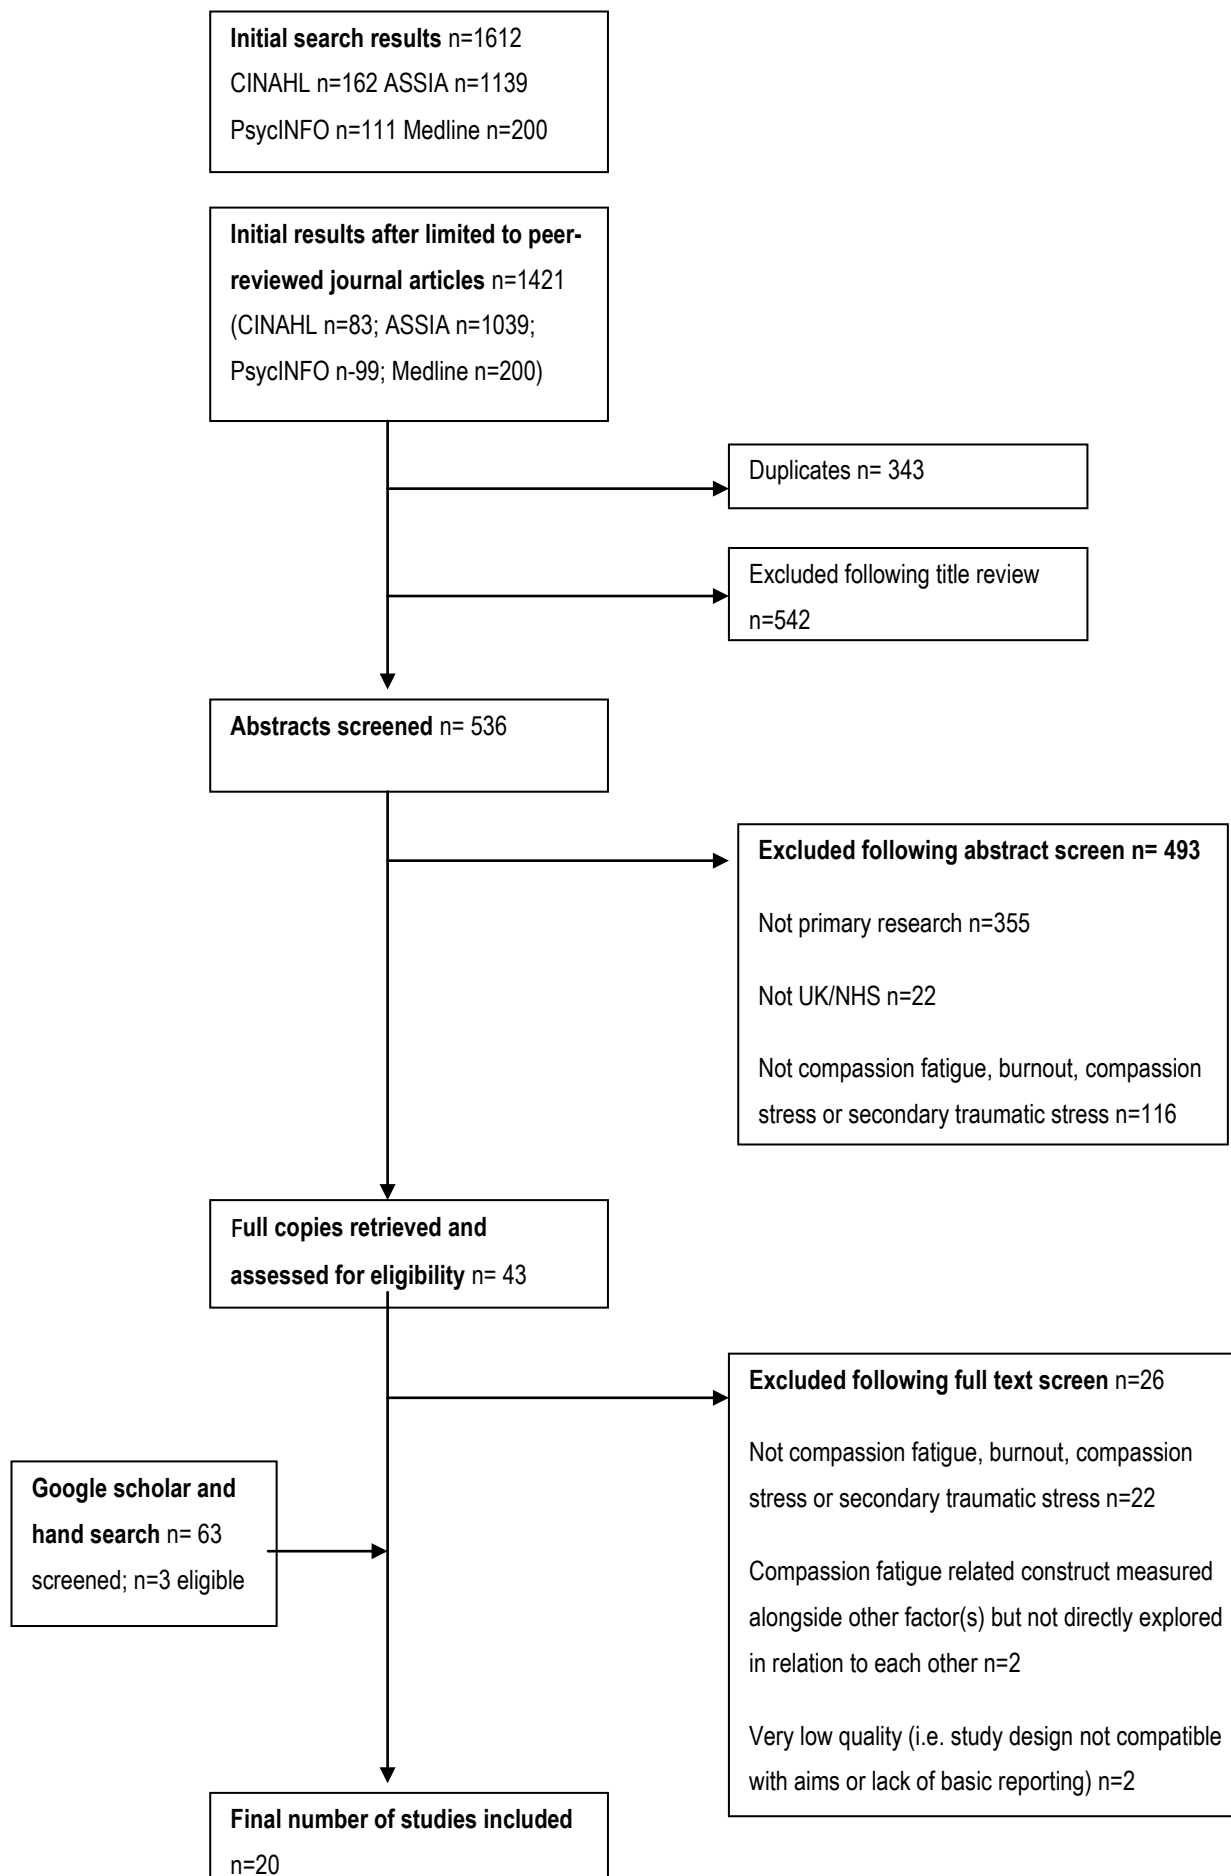 Initial search results n=1612
CINAHL n=162 ASSIA n=1139
PsycINFO n=111 Medline n=200
Initial results after limited to peer-
reviewed journal articles n=1421
(CINAHL n=83; ASSIA n=1039;
PsycINFO n-99; Medline n=200)
Duplicates n= 343
Excluded following title review
n=542
Abstracts screened n= 536
Excluded following abstract screen n= 493
Not primary research n=355
Not UK/NHS n=22
Not compassion fatigue, burnout, compassion
stress or secondary traumatic stress n=116
Full copies retrieved and
assessed for eligibility n= 43
Excluded following full text screen n=26
Not compassion fatigue, burnout, compassion
stress or secondary traumatic stress n=22
Compassion fatigue related construct measured
alongside other factor(s) but not directly explored
in relation to each other n=2
Very low quality (i.e. study design not compatible
with aims or lack of basic reporting) n=2
Google scholar and
hand search n= 63
screened; n=3 eligible
Final number of studies included
n=20